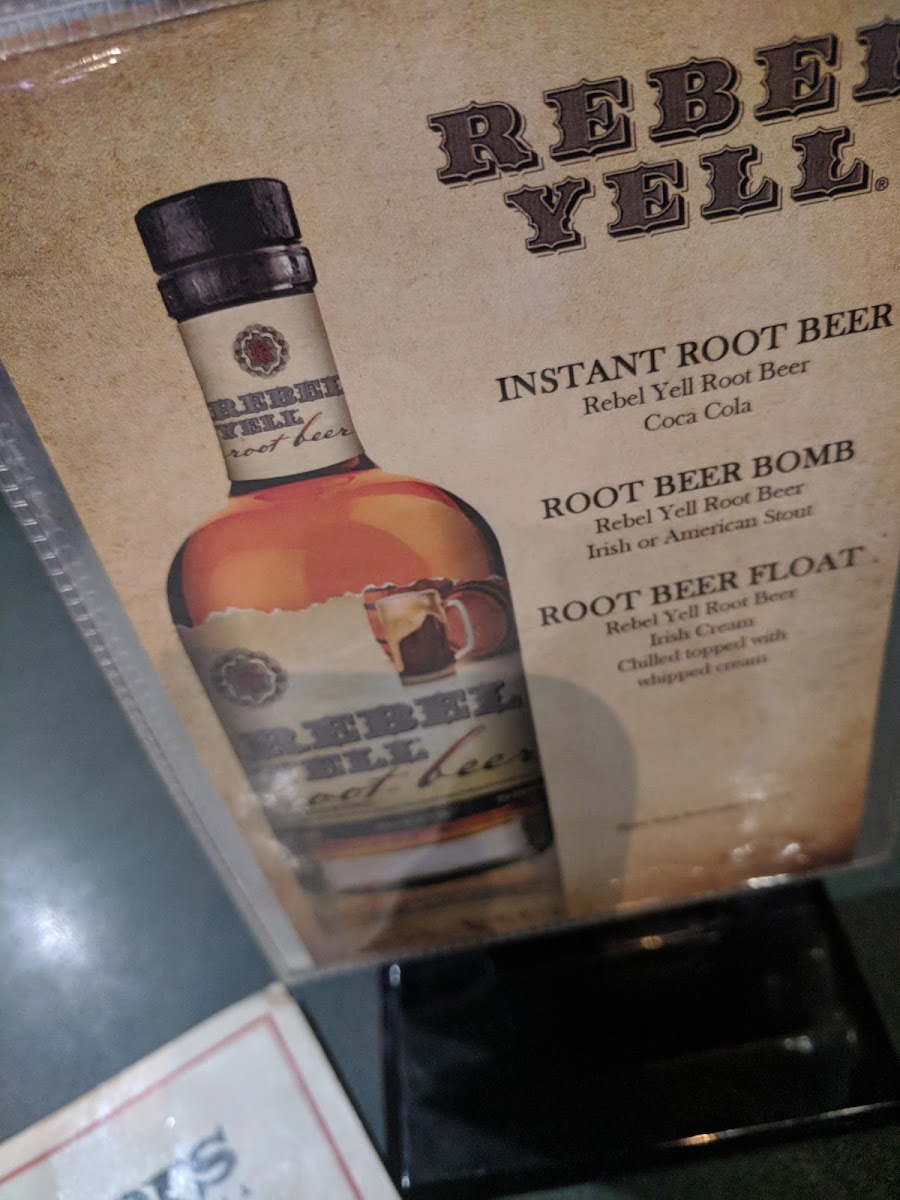 REBEL
YELL®
INSTANT ROOT BEER
Rebel Yell Root Beer
Coca Cola
ROOT BEER BOMB
Rebel Yell Root Beer
Irish or American Stout
ROOT BEER FLOAT
Rebel Yell Root Beer
Irish Cream
Chilled topped with
whipped cream
REBEL
YELL
root beer
REBEL
YELL
root beer